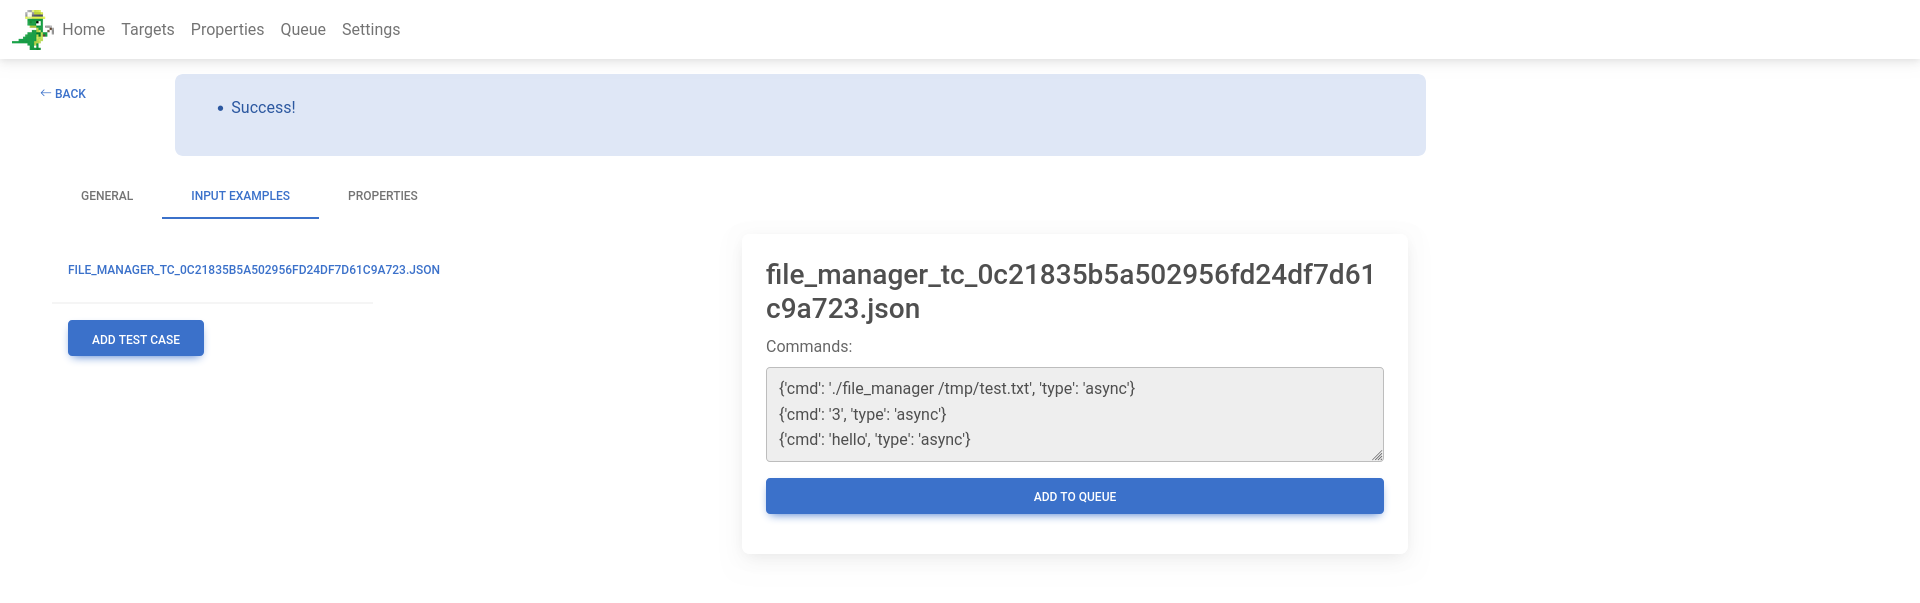 Home Targets Properties Queue Settings
← BACK
• Success!
GENERAL INPUT EXAMPLES PROPERTIES
FILE_MANAGER_TC_0C21835B5A502956FD24DF7D61C9A723.JSON
ADD TEST CASE
file_manager_tc_0c21835b5a502956fd24df7d61
c9a723.json
Commands:
{'cmd': './file_manager /tmp/test.txt', 'type': 'async'}
{'cmd': '3', 'type': 'async'}
{'cmd': 'hello', 'type': 'async'}
ADD TO QUEUE